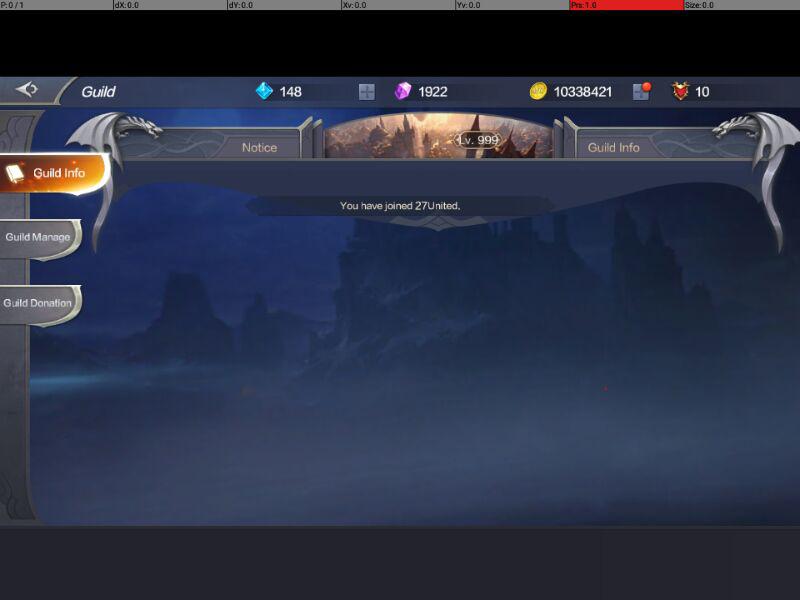 P: 0 / 1 dX: 0.0 dY: 0.0 Xv: 0.0 Yv: 0.0 Prs: 1.0 Size: 0.0
Guild 148 1922 10338421 10
Notice Lv. 999 Guild Info
Guild Info
You have joined 27United.
Guild Manage
Guild Donation